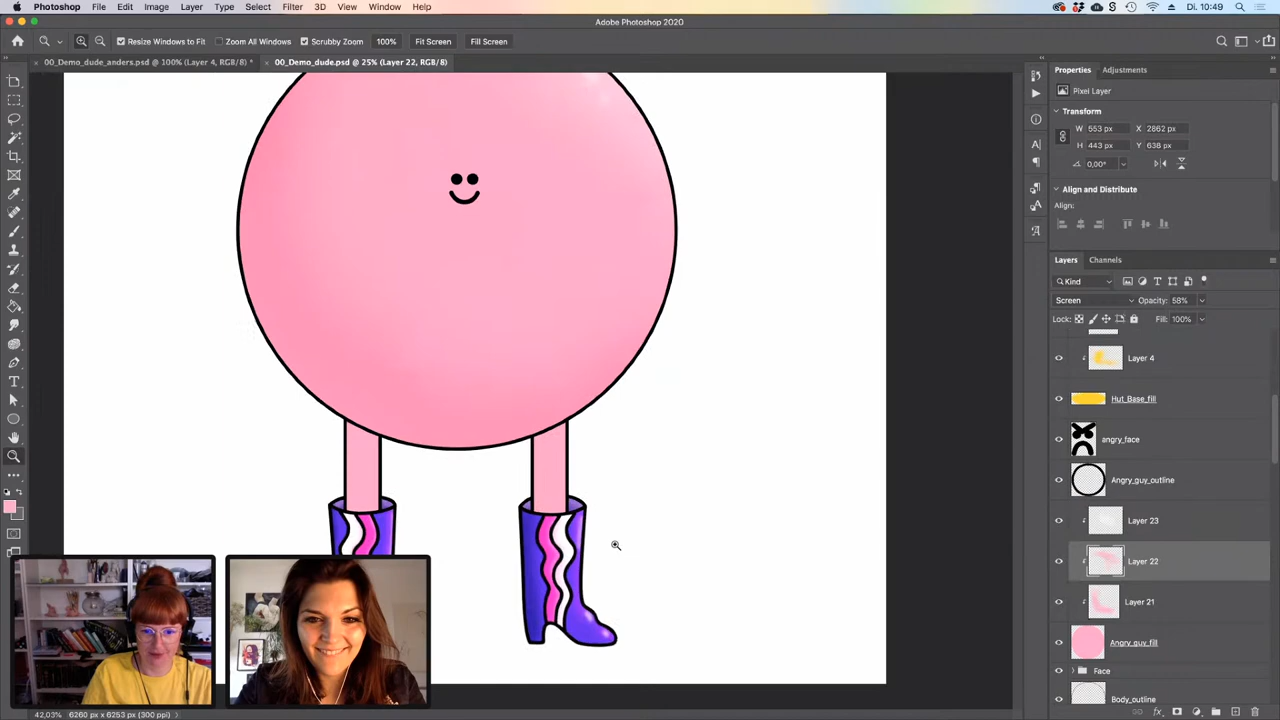 Photoshop File Edit Image Layer Type Select Filter 3D View Window Help Di. 10:49
Adobe Photoshop 2020
Resize Windows to Fit Zoom All Windows Scrubby Zoom 100% Fit Screen Fill Screen
00_Demo_dude_anders.psd @ 100% (Layer 4, RGB/8) * × 00_Demo_dude.psd @ 25% (Layer 22, RGB/8)
Properties Adjustments
Pixel Layer
Transform
W 553 px X 2862 px
H 443 px Y 638 px
0,00°
Align and Distribute
Align:
Layers Channels
Kind
Screen Opacity: 58%
Lock: Fill: 100%
Layer 4
Hut_Base_fill
angry_face
Angry_guy_outline
Layer 23
Layer 22
Layer 21
Angry_guy_fill
Face
Body_outline
42,03% 6260 px x 6253 px (300 ppi)